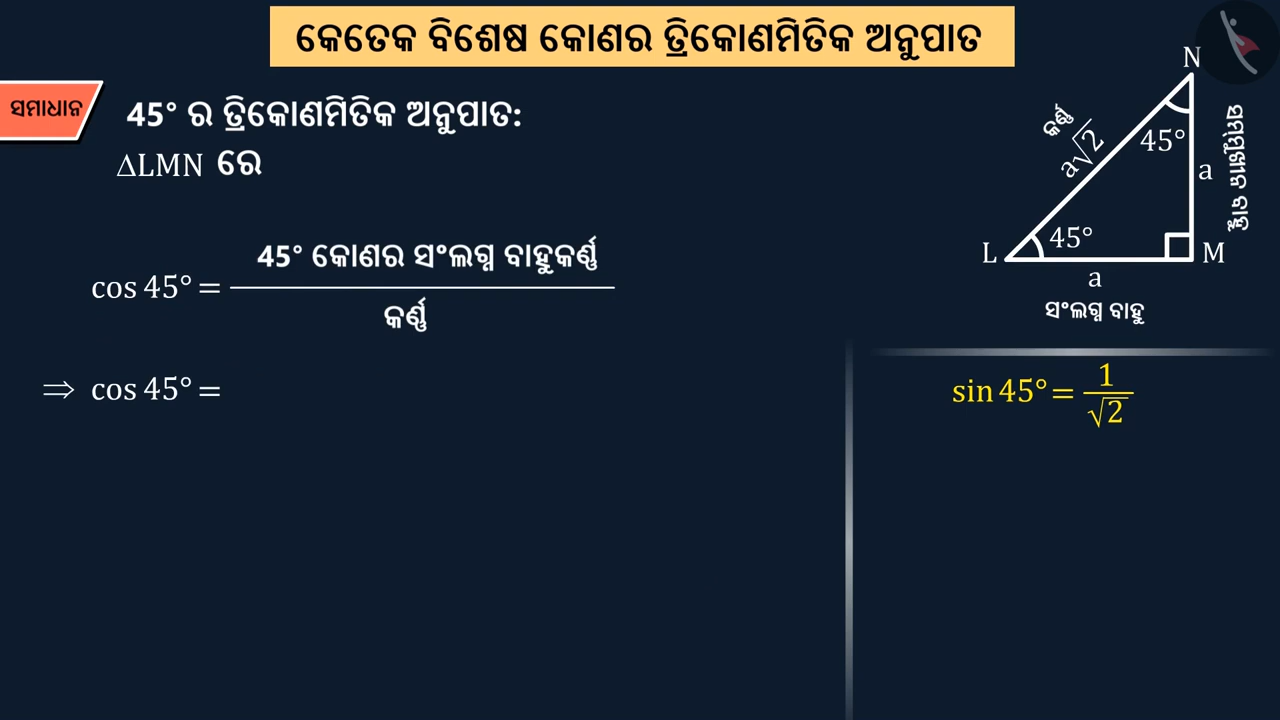 କେତେକ ବିଶେଷ କୋଣର ତ୍ରିକୋଣମିତିକ ଅନୁପାତ
ସମାଧାନ
45° ର ତ୍ରିକୋଣମିତିକ ଅନୁପାତ:
ΔLMN ରେ
cos 45° = 45° କୋଣର ସଂଲଗ୍ନ ବାହୁକର୍ଣ୍ଣ / କର୍ଣ୍ଣ
⇒ cos 45° =
N
45°
କର୍ଣ୍ଣ
a√2
a
ସମ୍ମୁଖୀନ ବାହୁ
L
45°
M
a
ସଂଲଗ୍ନ ବାହୁ
sin 45° = 1/√2